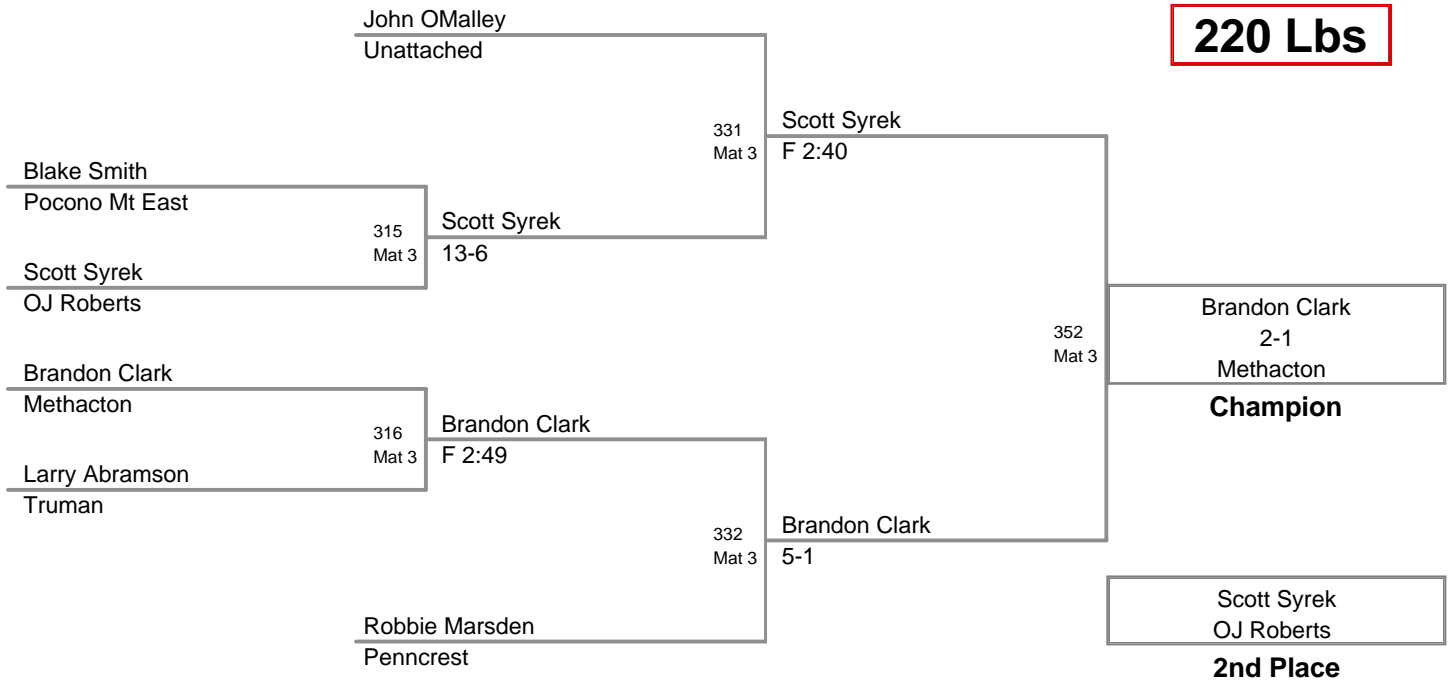 John OMalley
Unattached
220 Lbs
331
Mat 3
Scott Syrek
F 2:40
Blake Smith
Pocono Mt East
315
Mat 3
Scott Syrek
13-6
Scott Syrek
OJ Roberts
352
Mat 3
Brandon Clark
2-1
Methacton
Champion
Brandon Clark
Methacton
316
Mat 3
Brandon Clark
F 2:49
Larry Abramson
Truman
332
Mat 3
Brandon Clark
5-1
Robbie Marsden
Penncrest
Scott Syrek
OJ Roberts
2nd Place